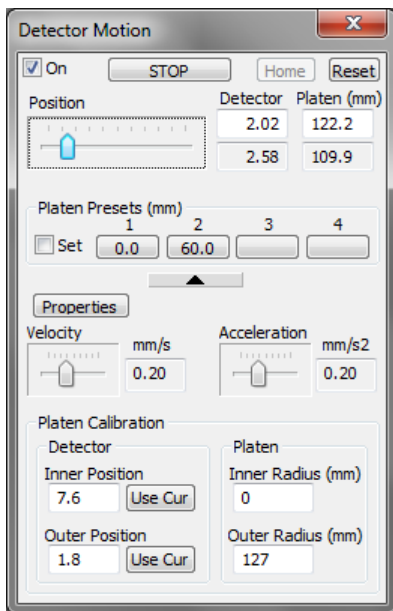 Detector Motion
On STOP Home Reset
Position Detector Platen (mm)
2.02 122.2
2.58 109.9
Platen Presets (mm)
1 2 3 4
Set 0.0 60.0
Properties
Velocity mm/s Acceleration mm/s2
0.20 0.20
Platen Calibration
Detector Platen
Inner Position Inner Radius (mm)
7.6 Use Cur 0
Outer Position Outer Radius (mm)
1.8 Use Cur 127